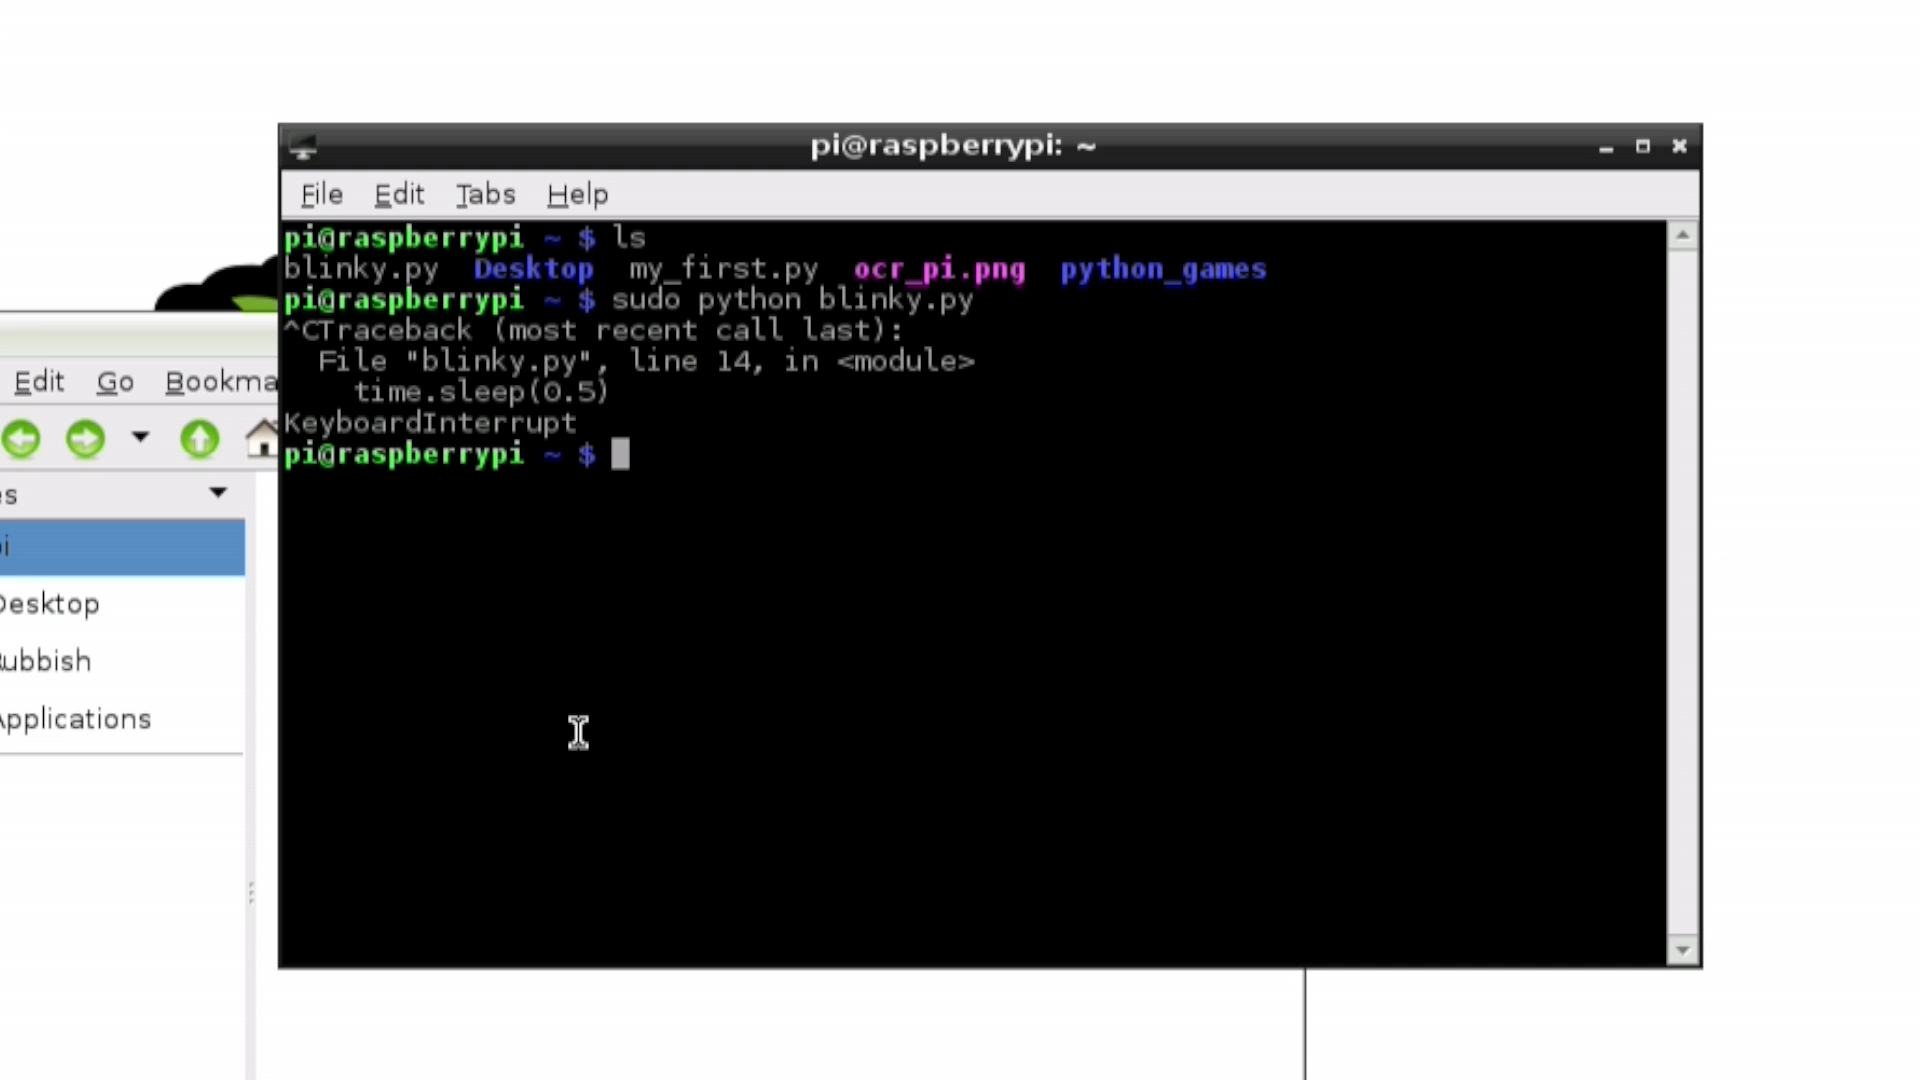 pi@raspberrypi: ~
File Edit Tabs Help
pi@raspberrypi ~ $ ls
blinky.py Desktop my_first.py ocr_pi.png python_games
pi@raspberrypi ~ $ sudo python blinky.py
^CTraceback (most recent call last):
File "blinky.py", line 14, in <module>
time.sleep(0.5)
KeyboardInterrupt
pi@raspberrypi ~ $
Edit Go Bookma
Desktop
Rubbish
Applications